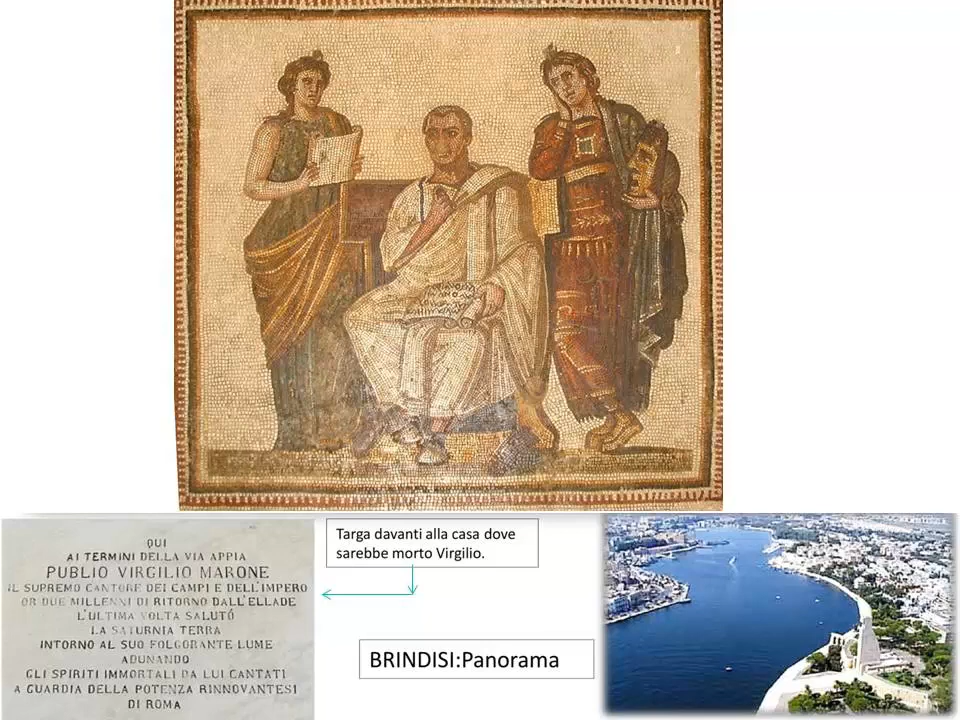 QUI
AI TERMINI DELLA VIA APPIA
PUBLIO VIRGILIO MARONE
IL SUPREMO CANTORE DEI CAMPI E DELL'IMPERO
OR DUE MILLENNI DI RITORNO DALL'ELLADE
L'ULTIMA VOLTA SALUTÒ
LA SATURNIA TERRA
INTORNO AL SUO FOLGORANTE LUME
ADUNANDO
GLI SPIRITI IMMORTALI DA LUI CANTATI
A GUARDIA DELLA POTENZA RINNOVANTESI
DI ROMA
Targa davanti alla casa dove
sarebbe morto Virgilio.
BRINDISI:Panorama